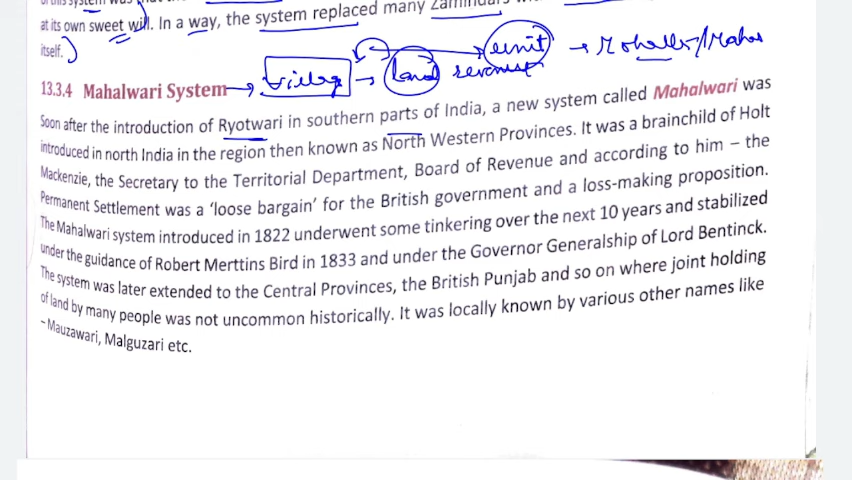 system
at its own sweet will. In a way, the system replaced many Zamindars
itself.
village → land revenue unit → Mohalla/Mahal
13.3.4 Mahalwari System
Soon after the introduction of Ryotwari in southern parts of India, a new system called Mahalwari was
introduced in north India in the region then known as North Western Provinces. It was a brainchild of Holt
Mackenzie, the Secretary to the Territorial Department, Board of Revenue and according to him – the
Permanent Settlement was a ‘loose bargain’ for the British government and a loss-making proposition.
The Mahalwari system introduced in 1822 underwent some tinkering over the next 10 years and stabilized
under the guidance of Robert Merttins Bird in 1833 and under the Governor Generalship of Lord Bentinck.
The system was later extended to the Central Provinces, the British Punjab and so on where joint holding
of land by many people was not uncommon historically. It was locally known by various other names like
- Mauzawari, Malguzari etc.